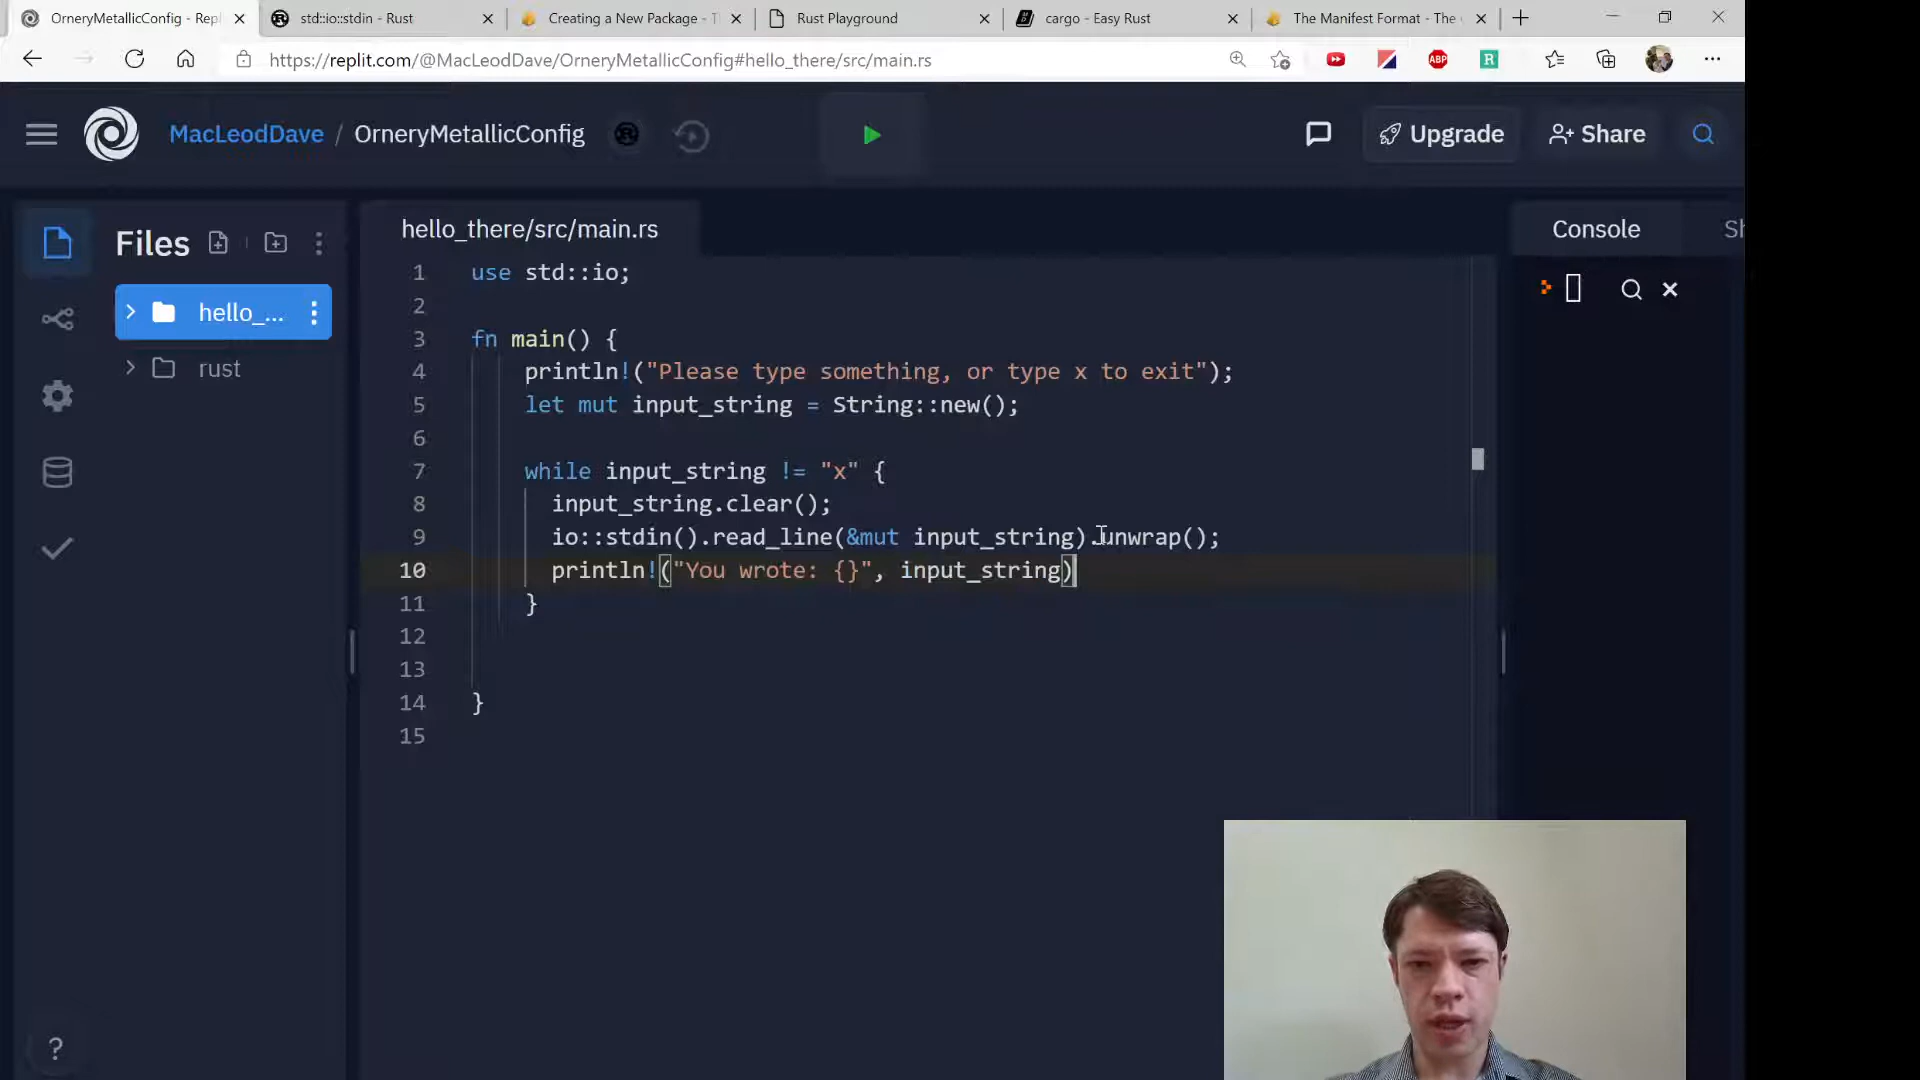 OrneryMetallicConfig - Repl
std::io::stdin - Rust
Creating a New Package - T
Rust Playground
cargo - Easy Rust
The Manifest Format - The
https://replit.com/@MacLeodDave/OrneryMetallicConfig#hello_there/src/main.rs
ABP
R
MacLeodDave / OrneryMetallicConfig
Upgrade
Share
Files
hello_...
rust
hello_there/src/main.rs
Console
Sh
1 use std::io;
2
3 fn main() {
4 println!("Please type something, or type x to exit");
5 let mut input_string = String::new();
6
7 while input_string != "x" {
8 input_string.clear();
9 io::stdin().read_line(&mut input_string).unwrap();
10 println!("You wrote: {}", input_string)
11 }
12
13
14 }
15
?